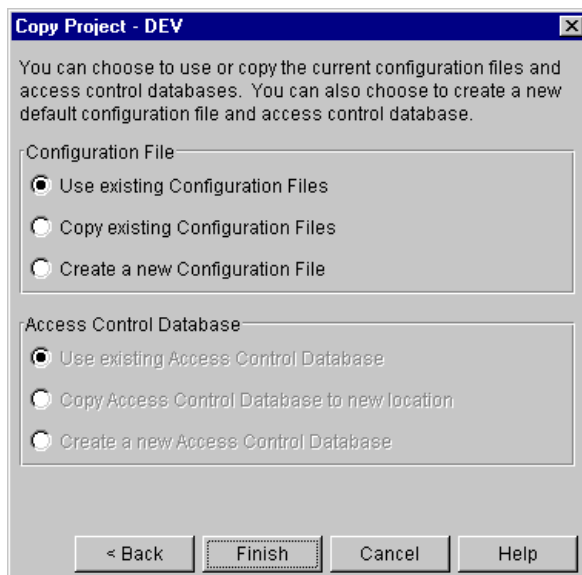 Copy Project - DEV
You can choose to use or copy the current configuration files and
access control databases. You can also choose to create a new
default configuration file and access control database.
Configuration File
Use existing Configuration Files
Copy existing Configuration Files
Create a new Configuration File
Access Control Database
Use existing Access Control Database
Copy Access Control Database to new location
Create a new Access Control Database
< Back Finish Cancel Help